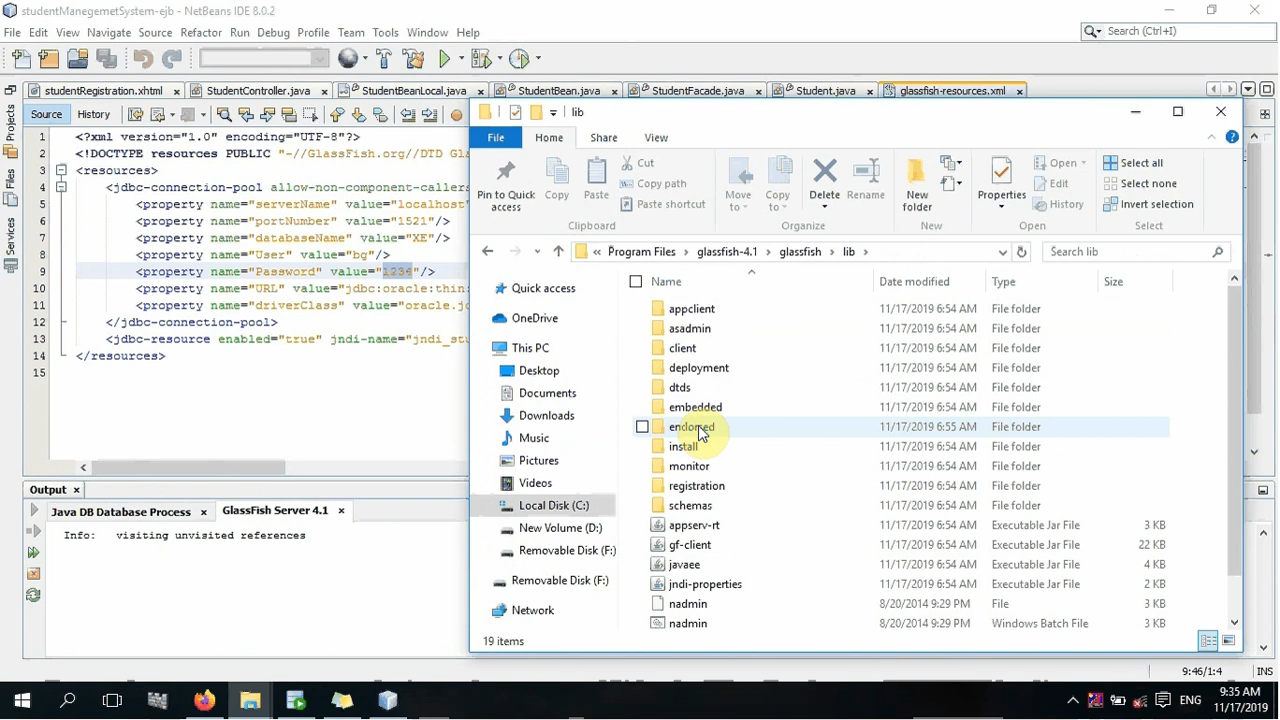 studentManegemetSystem-ejb - NetBeans IDE 8.0.2
File Edit View Navigate Source Refactor Run Debug Profile Team Tools Window Help
Search (Ctrl+I)
studentRegistration.xhtml StudentController.java StudentBeanLocal.java StudentBean.java StudentFacade.java Student.java glassfish-resources.xml
Source History
Projects
Files
Services
1 <?xml version="1.0" encoding="UTF-8"?>
2 <!DOCTYPE resources PUBLIC "-//GlassFish.org//DTD Gl
3 <resources>
4 <jdbc-connection-pool allow-non-component-callers
5 <property name="serverName" value="localhost"
6 <property name="portNumber" value="1521"/>
7 <property name="databaseName" value="XE"/>
8 <property name="User" value="bg"/>
9 <property name="Password" value="1234"/>
10 <property name="URL" value="jdbc:oracle:thin:
11 <property name="driverClass" value="oracle.jd
12 </jdbc-connection-pool>
13 <jdbc-resource enabled="true" jndi-name="jndi_st
14 </resources>
15
Output
Java DB Database Process GlassFish Server 4.1
Info: visiting unvisited references
lib
File Home Share View
Pin to Quick access
Copy
Paste
Cut
Copy path
Paste shortcut
Clipboard
Move to
Copy to
Delete
Rename
Organize
New folder
New
Properties
Open
Edit
History
Open
Select all
Select none
Invert selection
Select
« Program Files > glassfish-4.1 > glassfish > lib >
Search lib
Quick access
OneDrive
This PC
Desktop
Documents
Downloads
Music
Pictures
Videos
Local Disk (C:)
New Volume (D:)
Removable Disk (F:)
Removable Disk (F:)
Network
Name Date modified Type Size
appclient 11/17/2019 6:54 AM File folder
asadmin 11/17/2019 6:54 AM File folder
client 11/17/2019 6:54 AM File folder
deployment 11/17/2019 6:54 AM File folder
dtds 11/17/2019 6:54 AM File folder
embedded 11/17/2019 6:54 AM File folder
endorsed 11/17/2019 6:55 AM File folder
install 11/17/2019 6:54 AM File folder
monitor 11/17/2019 6:54 AM File folder
registration 11/17/2019 6:54 AM File folder
schemas 11/17/2019 6:54 AM File folder
appserv-rt 11/17/2019 6:54 AM Executable Jar File 3 KB
gf-client 11/17/2019 6:54 AM Executable Jar File 22 KB
javaee 11/17/2019 6:54 AM Executable Jar File 4 KB
jndi-properties 11/17/2019 6:54 AM Executable Jar File 2 KB
nadmin 8/20/2014 9:29 PM File 3 KB
nadmin 8/20/2014 9:29 PM Windows Batch File 3 KB
19 items
9:46/1:4 INS
ENG
9:35 AM
11/17/2019